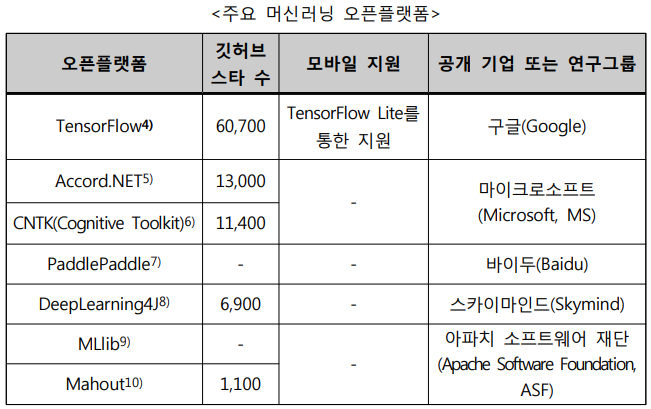 <주요 머신러닝 오픈플랫폼>
오픈플랫폼 깃허브 스타 수 모바일 지원 공개 기업 또는 연구그룹
TensorFlow4) 60,700 TensorFlow Lite를 통한 지원 구글(Google)
Accord.NET5) 13,000 - 마이크로소프트 (Microsoft, MS)
CNTK(Cognitive Toolkit)6) 11,400
PaddlePaddle7) - - 바이두(Baidu)
DeepLearning4J8) 6,900 - 스카이마인드(Skymind)
MLlib9) - - 아파치 소프트웨어 재단 (Apache Software Foundation, ASF)
Mahout10) 1,100